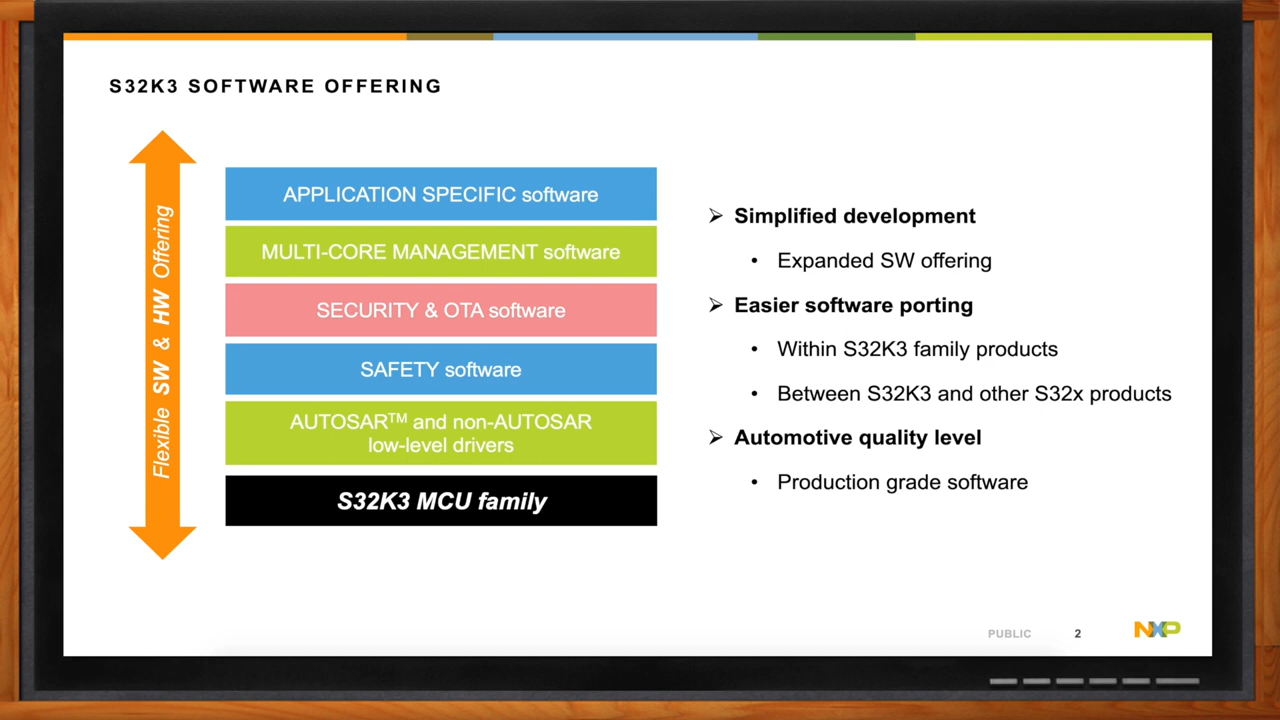 S32K3 SOFTWARE OFFERING
Flexible SW & HW Offering
APPLICATION SPECIFIC software
MULTI-CORE MANAGEMENT software
SECURITY & OTA software
SAFETY software
AUTOSAR™ and non-AUTOSAR
low-level drivers
S32K3 MCU family
➢ Simplified development
• Expanded SW offering
➢ Easier software porting
• Within S32K3 family products
• Between S32K3 and other S32x products
➢ Automotive quality level
• Production grade software
PUBLIC 2 NXP